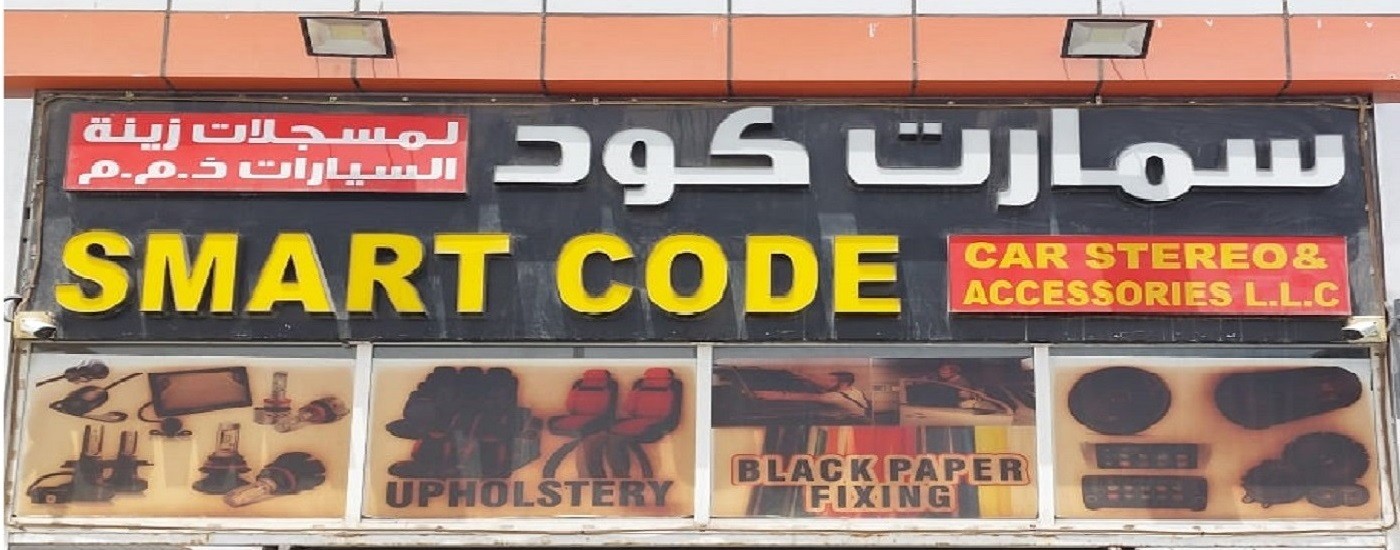 سمارت كود
لمسجلات زينة
السيارات ذ.م.م
SMART CODE
CAR STEREO&
ACCESSORIES L.L.C
UPHOLSTERY
BLACK PAPER
FIXING